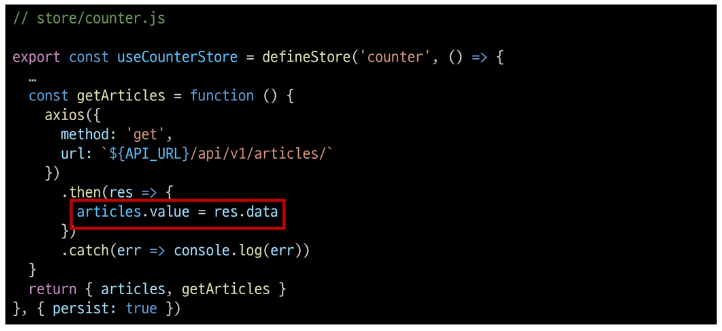 // store/counter.js
export const useCounterStore = defineStore('counter', () => {
…
const getArticles = function () {
axios({
method: 'get',
url: `${API_URL}/api/v1/articles/`
})
.then(res => {
articles.value = res.data
})
.catch(err => console.log(err))
}
return { articles, getArticles }
}, { persist: true })